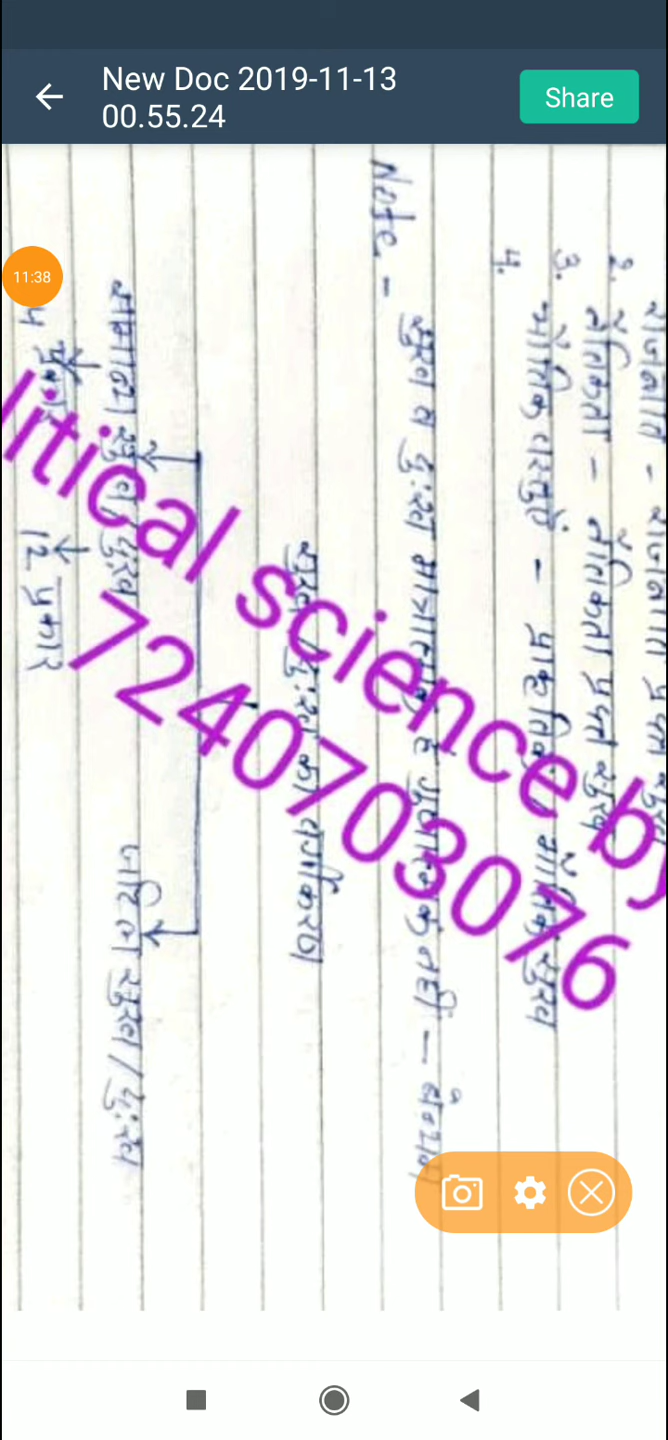 New Doc 2019-11-13
00.55.24
Share
11:38
2. नैतिकता - नैतिकता प्रदत्त सुख
3. भौतिक वस्तुएँ - प्राकृतिक / भौतिक सुख
4.
Note - सुख व दु:ख मात्रात्मक है गुणात्मक नहीं - बेन्थम
सुख / दु:ख का वर्गीकरण
सामान्य सुख / दु:ख
जटिल सुख / दु:ख
12 प्रकार
litical science by
7240703076